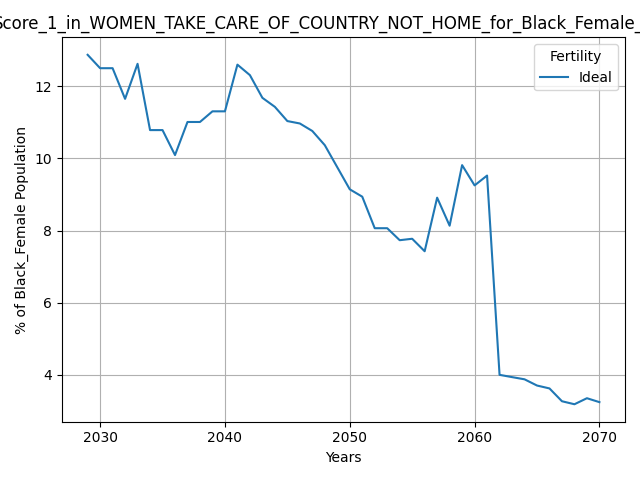 Score_1_in_WOMEN_TAKE_CARE_OF_COUNTRY_NOT_HOME_for_Black_Female_
Fertility
Ideal
12
10
8
6
4
% of Black_Female Population
2030 2040 2050 2060 2070
Years